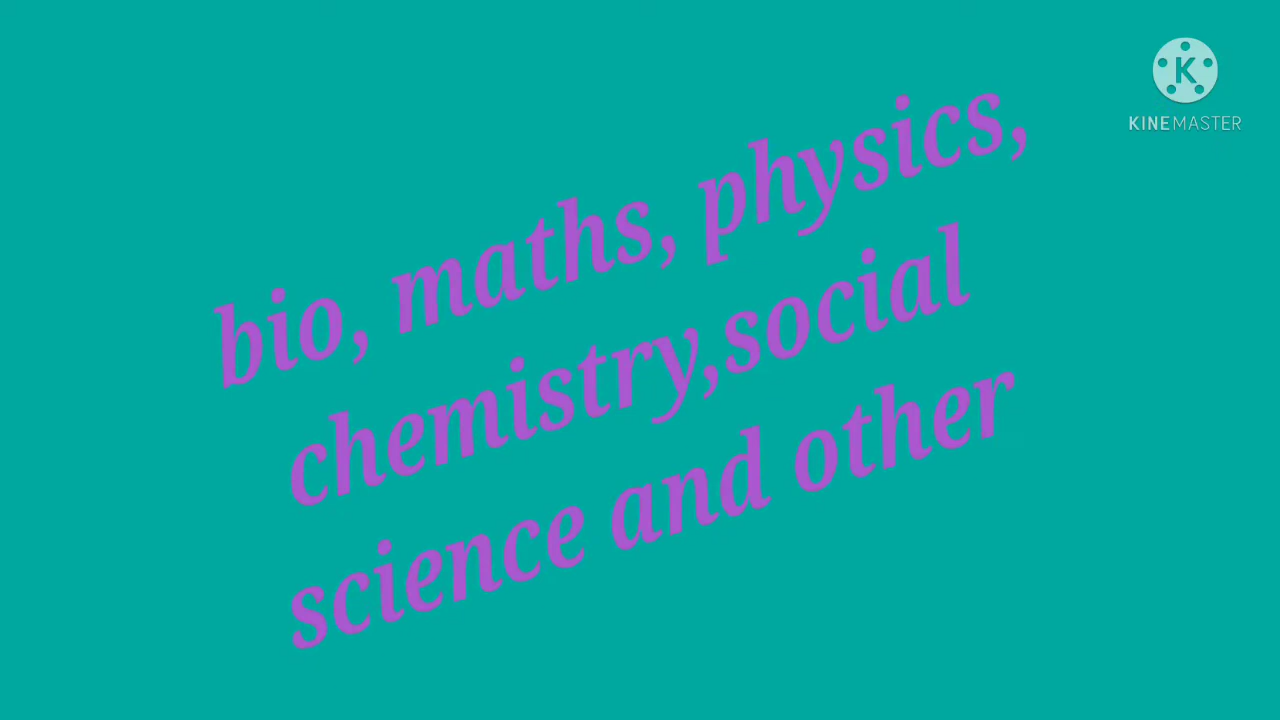 K
KINEMASTER
bio, maths, physics,
chemistry,social
science and other